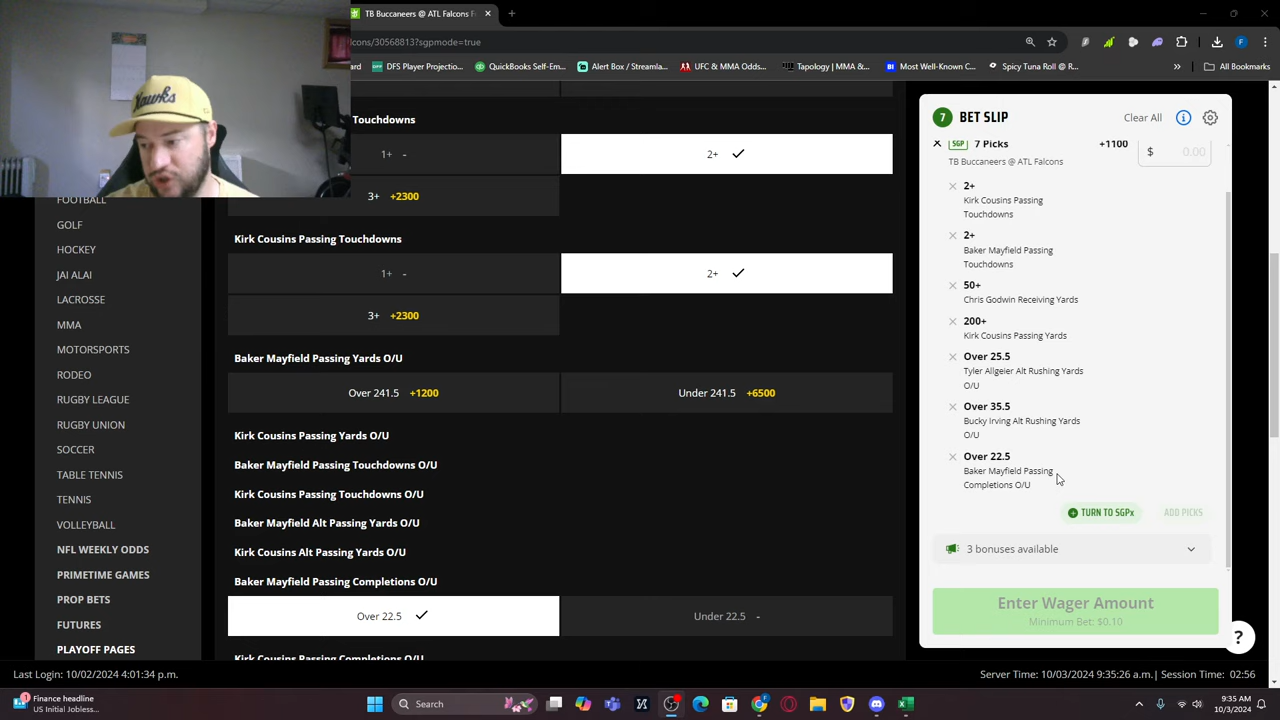 TB Buccaneers @ ATL Falcons F
cons/30568813?sgpmode=true
ard
DFS Player Projectio...
QuickBooks Self-Em...
Alert Box / Streamla...
UFC & MMA Odds...
Tapology | MMA &...
Most Well-Known C...
Spicy Tuna Roll @ R...
»
All Bookmarks
Hawks
FOOTBALL
GOLF
HOCKEY
JAI ALAI
LACROSSE
MMA
MOTORSPORTS
RODEO
RUGBY LEAGUE
RUGBY UNION
SOCCER
TABLE TENNIS
TENNIS
VOLLEYBALL
NFL WEEKLY ODDS
PRIMETIME GAMES
PROP BETS
FUTURES
PLAYOFF PAGES
Touchdowns
1+ -
2+
3+ +2300
Kirk Cousins Passing Touchdowns
1+ -
2+
3+ +2300
Baker Mayfield Passing Yards O/U
Over 241.5 +1200
Under 241.5 +6500
Kirk Cousins Passing Yards O/U
Baker Mayfield Passing Touchdowns O/U
Kirk Cousins Passing Touchdowns O/U
Baker Mayfield Alt Passing Yards O/U
Kirk Cousins Alt Passing Yards O/U
Baker Mayfield Passing Completions O/U
Over 22.5
Under 22.5 -
Kirk Cousins Passing Completions O/U
7 BET SLIP Clear All
SGP 7 Picks +1100 $ 0.00
TB Buccaneers @ ATL Falcons
2+
Kirk Cousins Passing
Touchdowns
2+
Baker Mayfield Passing
Touchdowns
50+
Chris Godwin Receiving Yards
200+
Kirk Cousins Passing Yards
Over 25.5
Tyler Allgeier Alt Rushing Yards
O/U
Over 35.5
Bucky Irving Alt Rushing Yards
O/U
Over 22.5
Baker Mayfield Passing
Completions O/U
TURN TO SGPx ADD PICKS
3 bonuses available
Enter Wager Amount
Minimum Bet: $0.10
?
Last Login: 10/02/2024 4:01:34 p.m.
Server Time: 10/03/2024 9:35:26 a.m.| Session Time: 02:56
Finance headline
US Initial Jobless...
Search
9:35 AM
10/3/2024